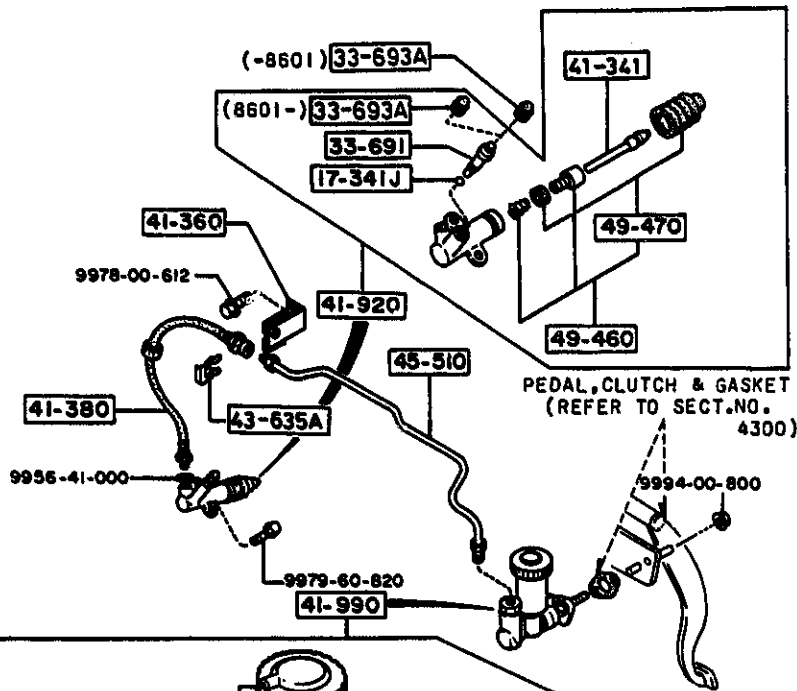 (-8601) 33-693A
41-341
(8601-) 33-693A
33-691
17-341J
41-360
49-470
9978-00-612
41-920
49-460
45-510
PEDAL,CLUTCH & GASKET
(REFER TO SECT.NO.
4300)
41-380
43-635A
9956-41-000
9994-00-800
9979-60-820
41-990